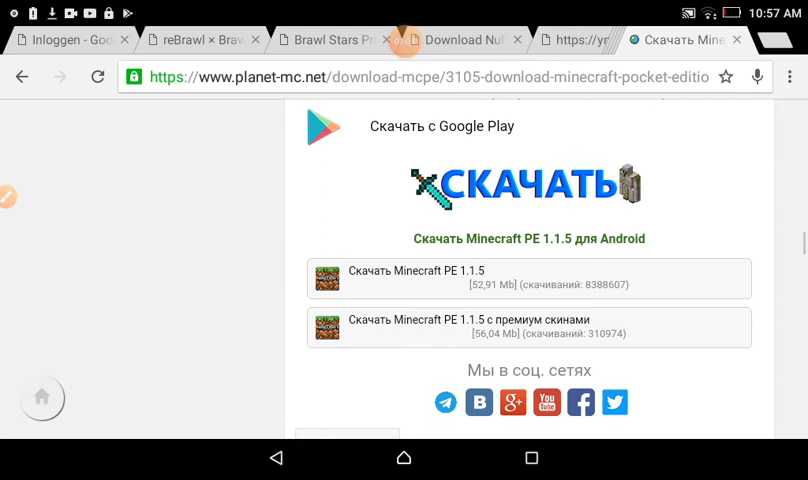 10:57 AM
Inloggen - Goo
reBrawl × Braw
Brawl Stars Pri
Download Null
https://yr
Скачать Mine
https://www.planet-mc.net/download-mcpe/3105-download-minecraft-pocket-editio
Скачать с Google Play
СКАЧАТЬ
Скачать Minecraft PE 1.1.5 для Android
Скачать Minecraft PE 1.1.5
[52,91 Mb] (скачиваний: 8388607)
Скачать Minecraft PE 1.1.5 с премиум скинами
[56,04 Mb] (скачиваний: 310974)
Мы в соц. сетях